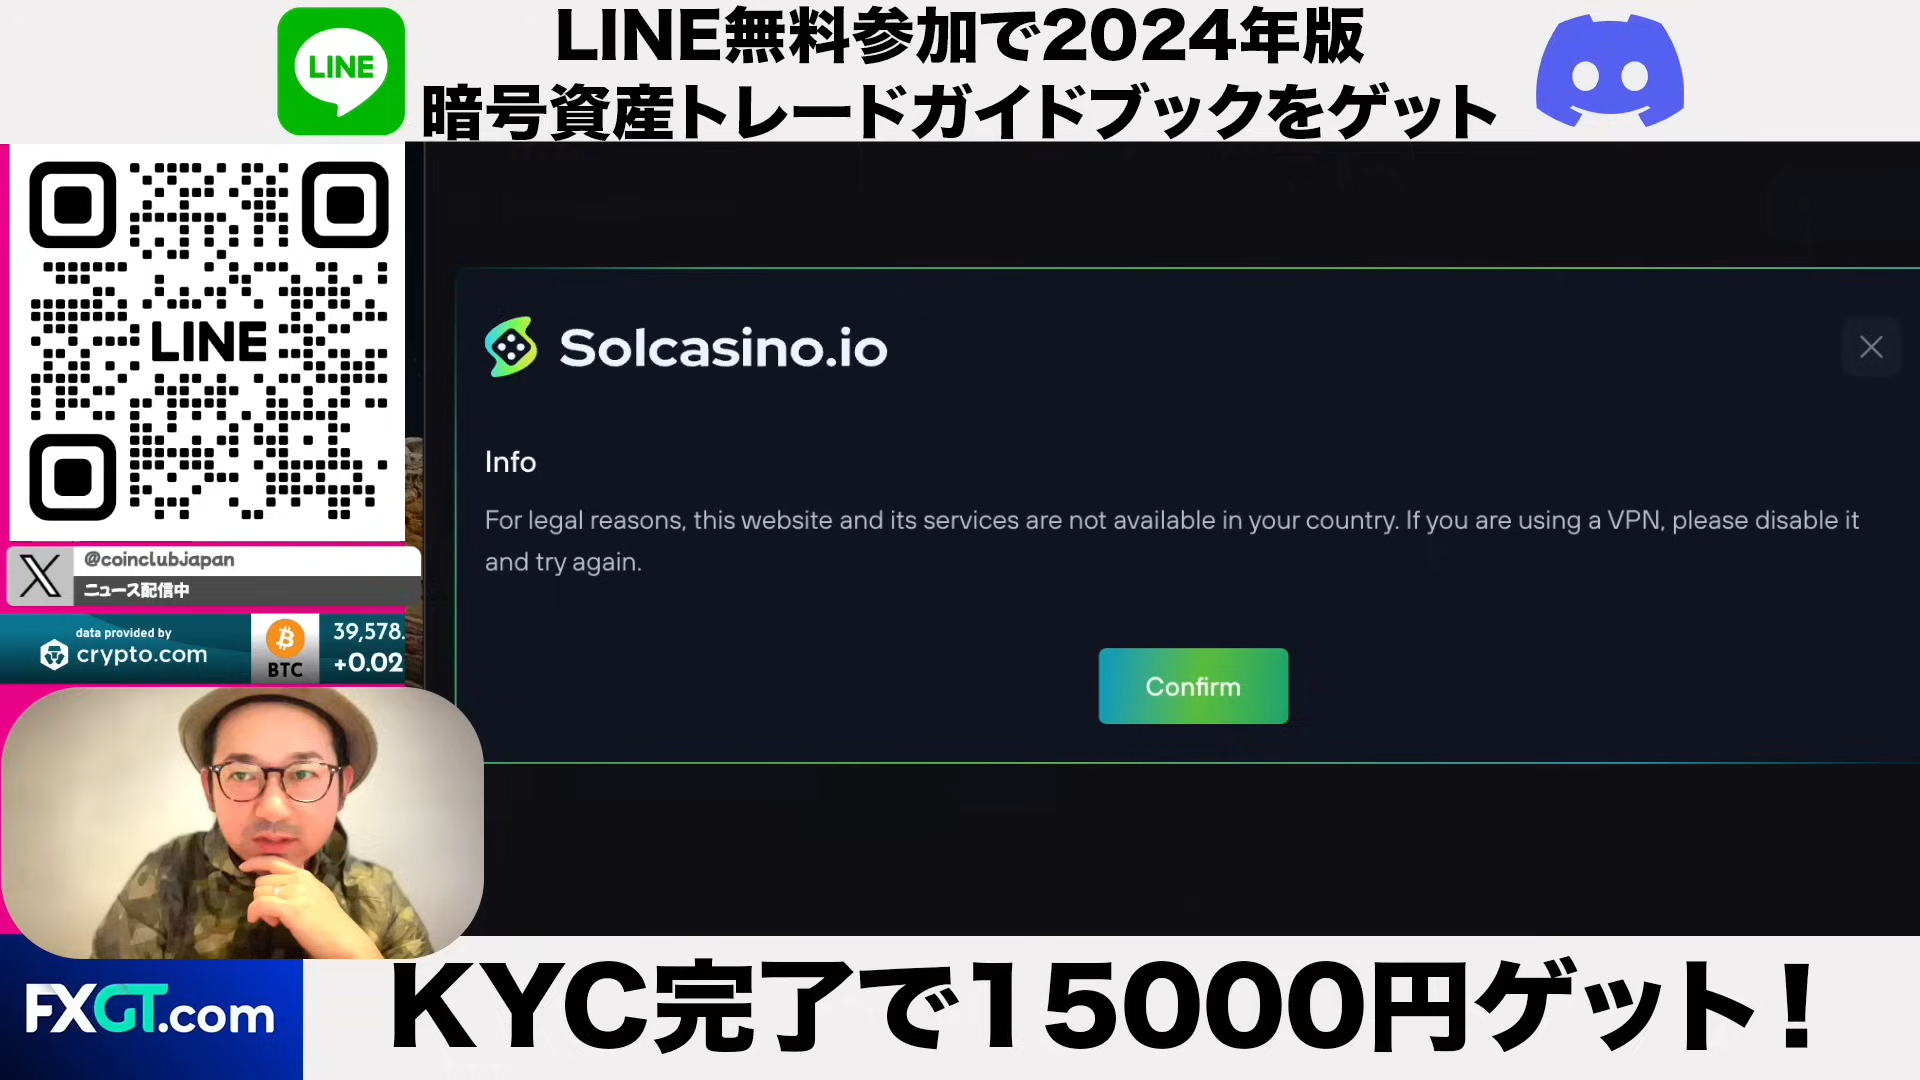 LINE
LINE無料参加で2024年版
暗号資産トレードガイドブックをゲット
LINE
@coinclubjapan
ニュース配信中
data provided by
crypto.com
BTC
39,578.
+0.02
Solcasino.io
Info
For legal reasons, this website and its services are not available in your country. If you are using a VPN, please disable it
and try again.
Confirm
FXGT.com
KYC完了で15000円ゲット！